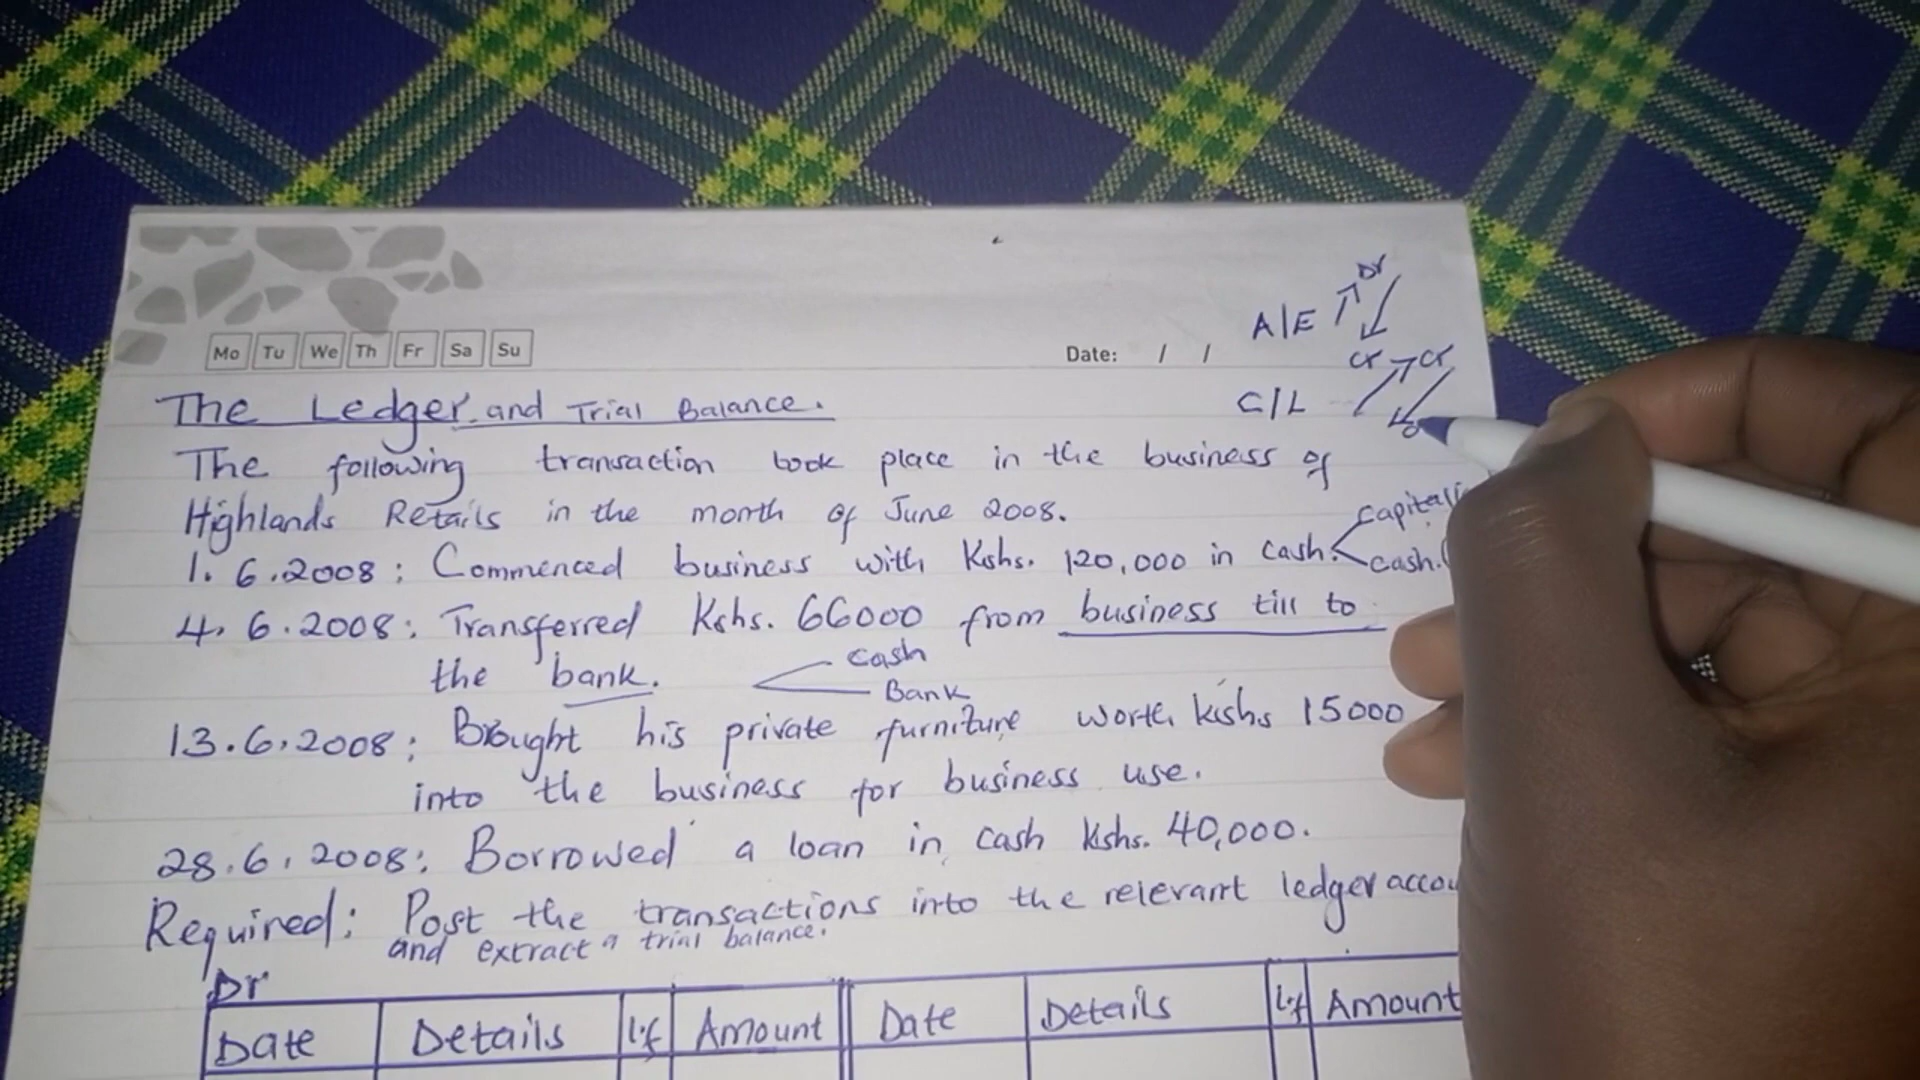 Dr
A/E
Mo Tu We Th Fr Sa Su
Date: / /
Cr Cr
The Ledger and Trial Balance.
C/L
The following transaction took place in the business of
Highlands Retails in the month of June 2008.
Capital
1. 6.2008: Commenced business with Kshs. 120,000 in cash.
cash.
4. 6.2008: Transferred Kshs. 66000 from business till to
the bank.
cash
Bank
13.6.2008: Brought his private furniture worth kshs 15000
into the business for business use.
28.6.2008: Borrowed a loan in cash kshs. 40,000.
Required: Post the transactions into the relevant ledger accou
and extract a trial balance.
Dr
Date Details l.f Amount Date Details l.f Amount